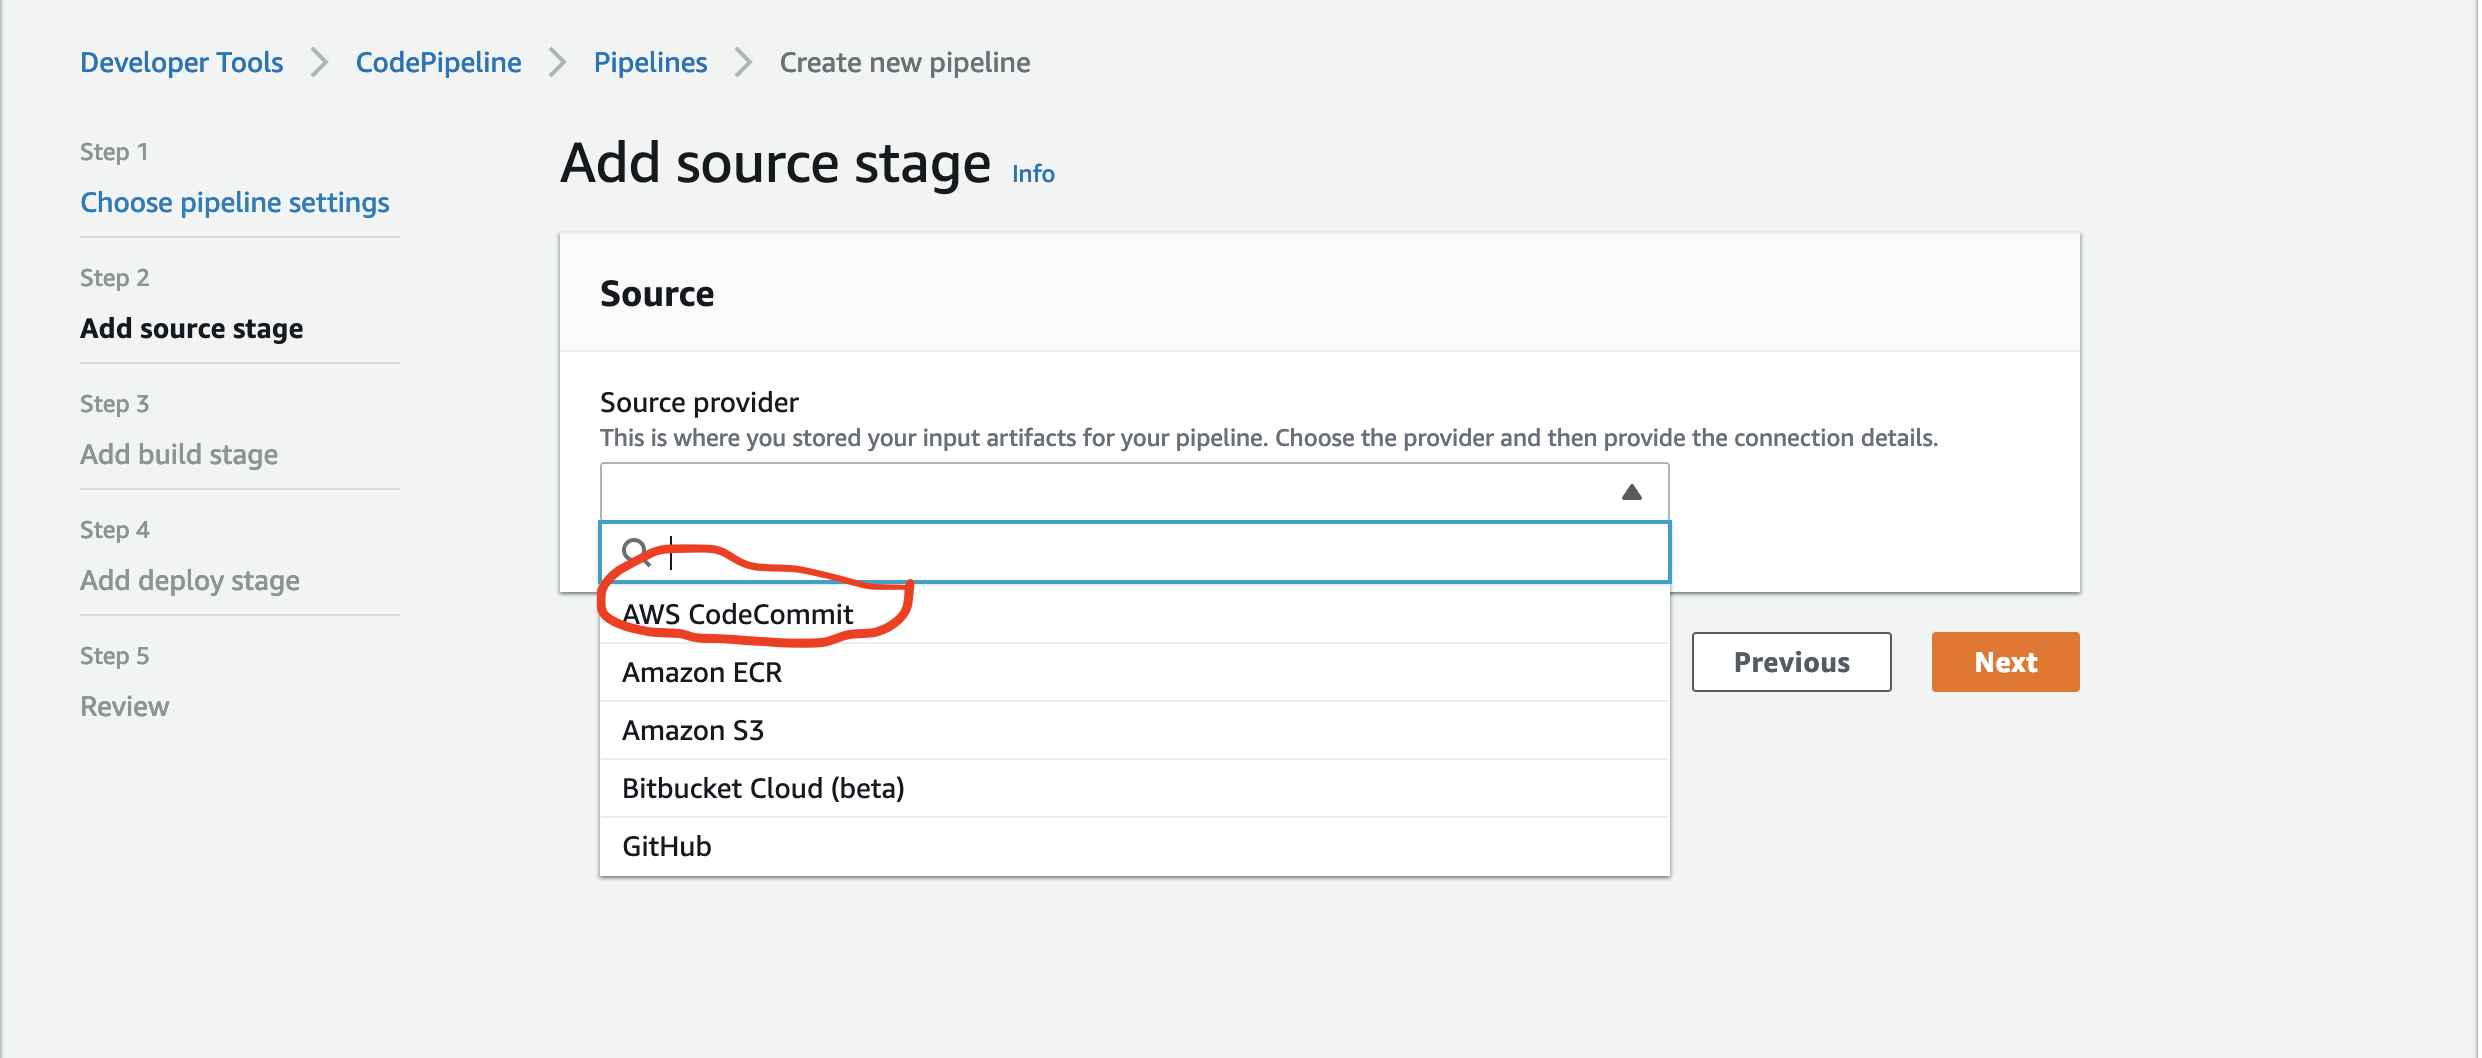 Developer Tools > CodePipeline > Pipelines > Create new pipeline
Step 1
Choose pipeline settings
Step 2
Add source stage
Step 3
Add build stage
Step 4
Add deploy stage
Step 5
Review
Add source stage Info
Source
Source provider
This is where you stored your input artifacts for your pipeline. Choose the provider and then provide the connection details.
AWS CodeCommit
Amazon ECR
Amazon S3
Bitbucket Cloud (beta)
GitHub
Previous Next